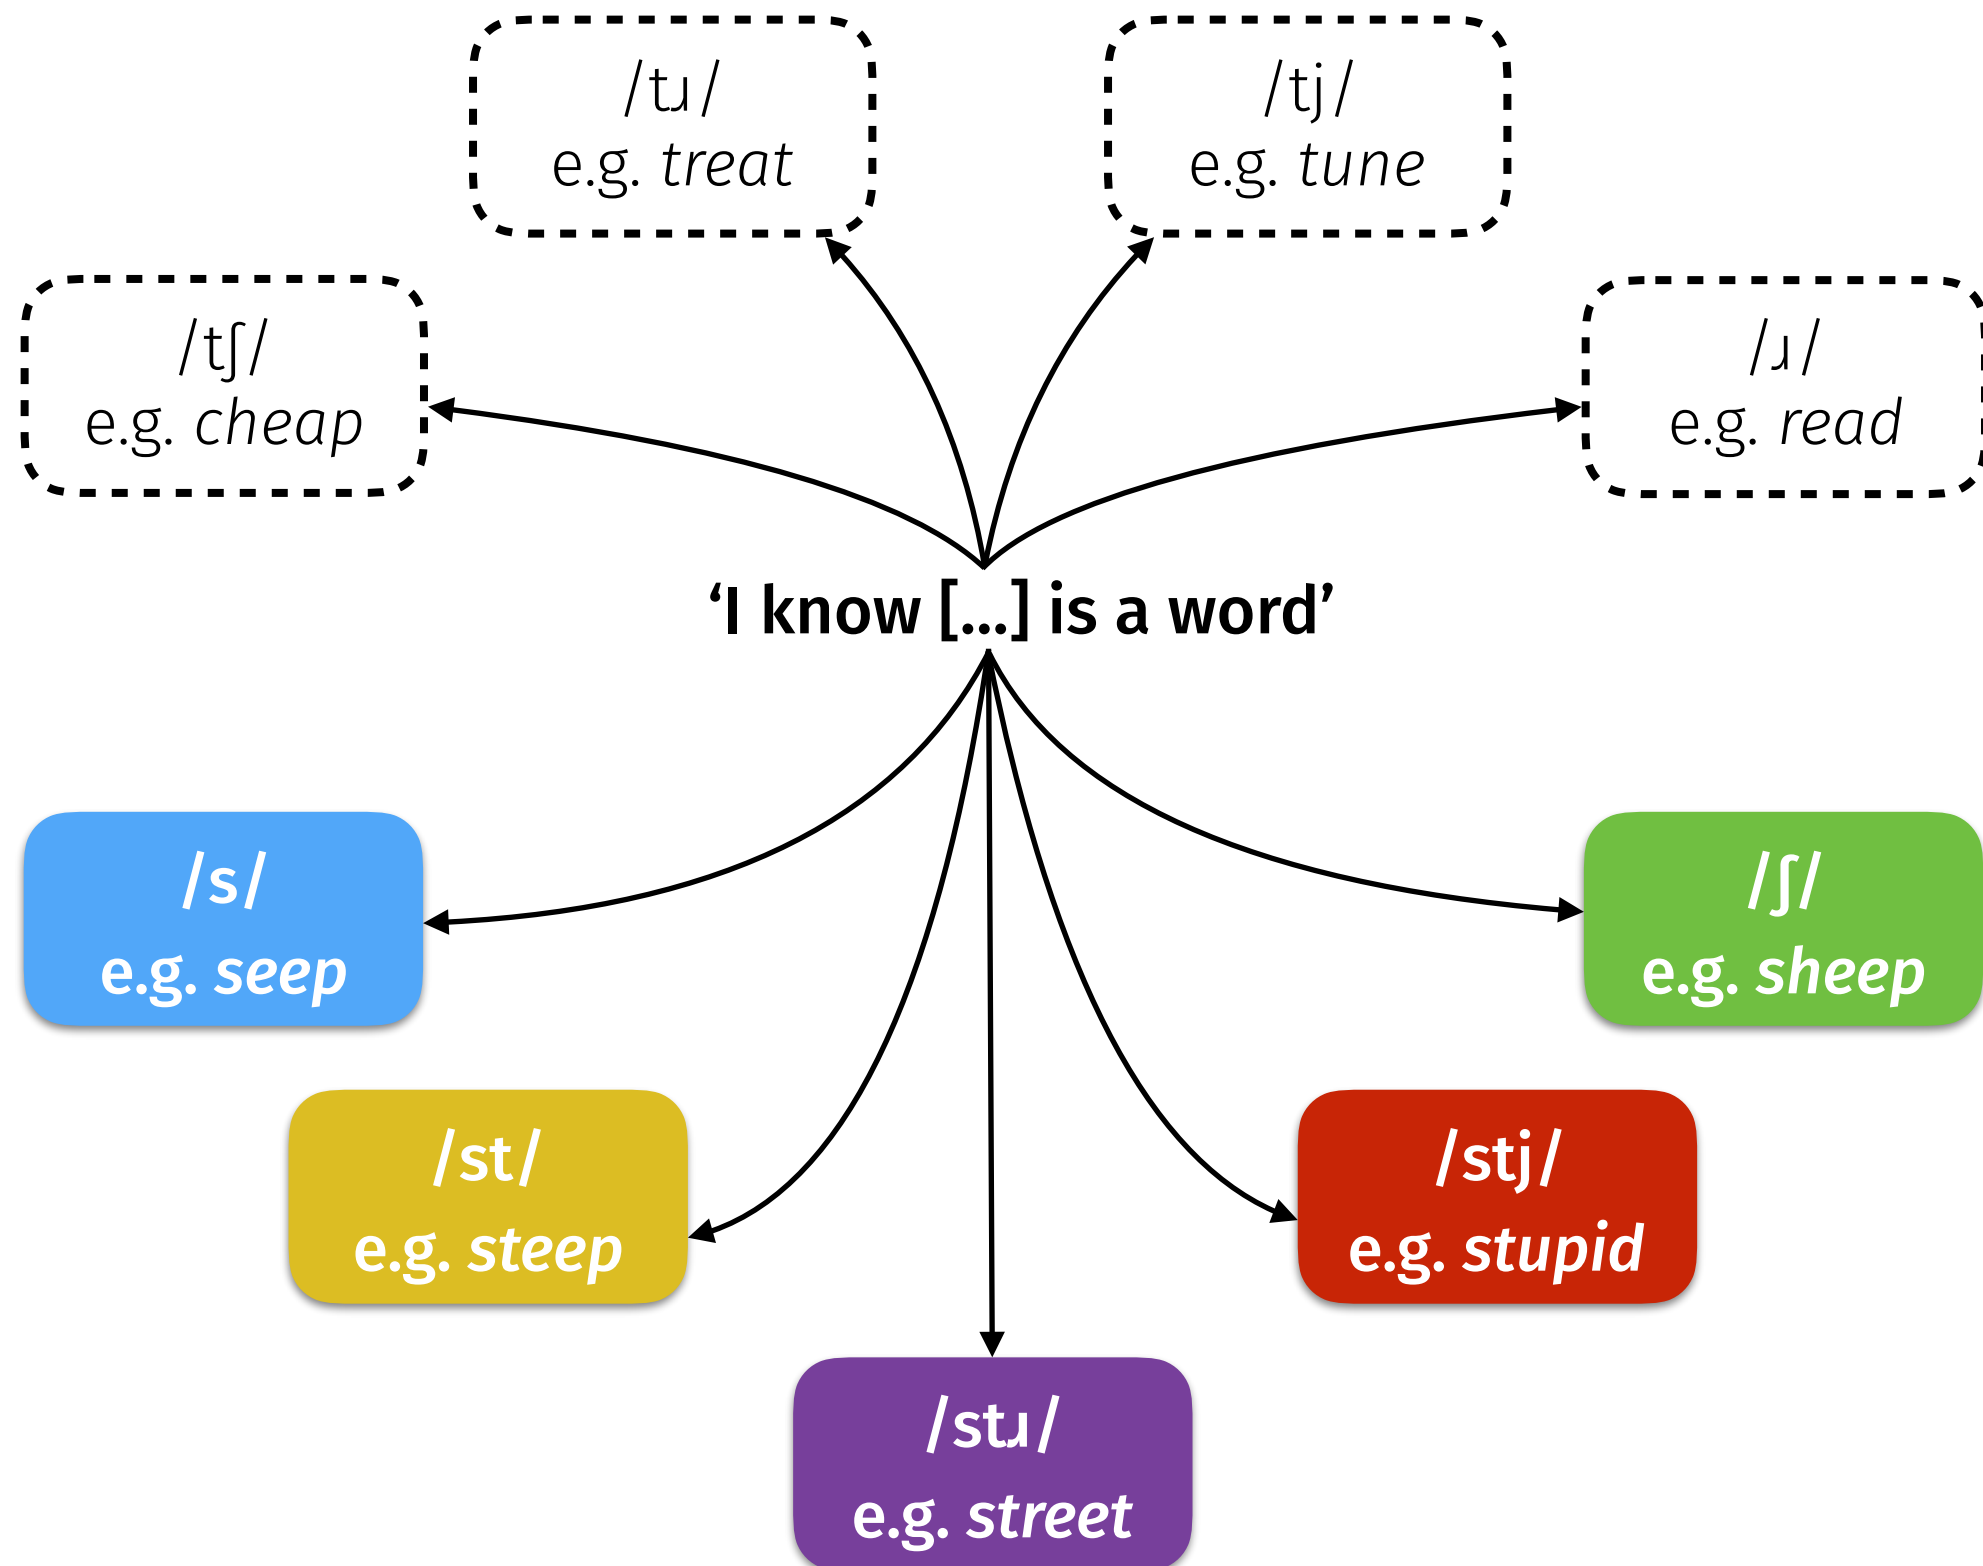 /tɹ/
e.g. treat
/tj/
e.g. tune
/tʃ/
e.g. cheap
/ɹ/
e.g. read
‘I know [...] is a word’
/s/
e.g. seep
/ʃ/
e.g. sheep
/st/
e.g. steep
/stj/
e.g. stupid
/stɹ/
e.g. street